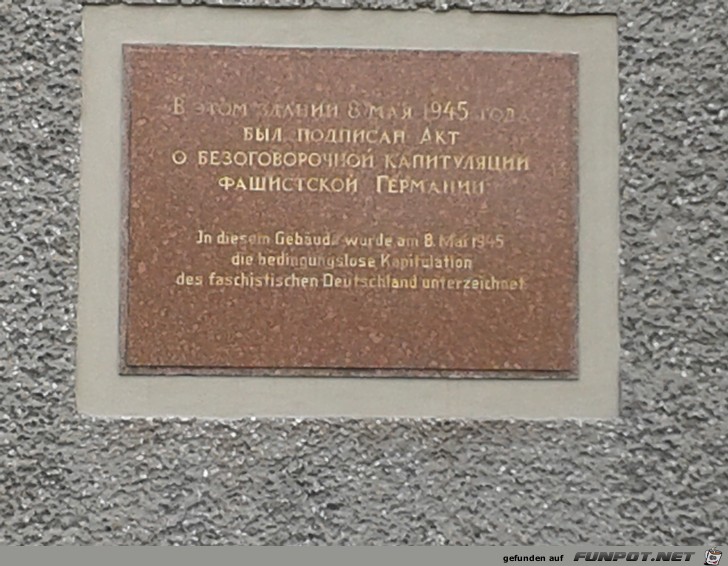 В ЭТОМ ЗДАНИИ 8 МАЯ 1945 ГОДА
БЫЛ ПОДПИСАН АКТ
О БЕЗОГОВОРОЧНОЙ КАПИТУЛЯЦИИ
ФАШИСТСКОЙ ГЕРМАНИИ
In diesem Gebäude wurde am 8. Mai 1945
die bedingungslose Kapitulation
des faschistischen Deutschland unterzeichnet
gefunden auf FUNPOT.NET